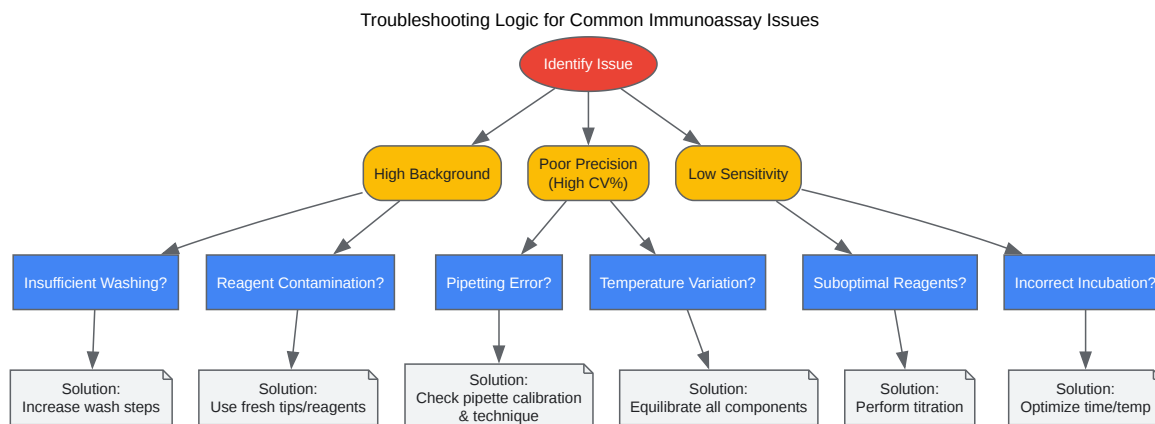 Troubleshooting Logic for Common Immunoassay Issues
Identify Issue
High Background
Poor Precision
(High CV%)
Low Sensitivity
Insufficient Washing?
Reagent Contamination?
Pipetting Error?
Temperature Variation?
Suboptimal Reagents?
Incorrect Incubation?
Solution:
Increase wash steps
Solution:
Use fresh tips/reagents
Solution:
Check pipette calibration
& technique
Solution:
Equilibrate all components
Solution:
Perform titration
Solution:
Optimize time/temp